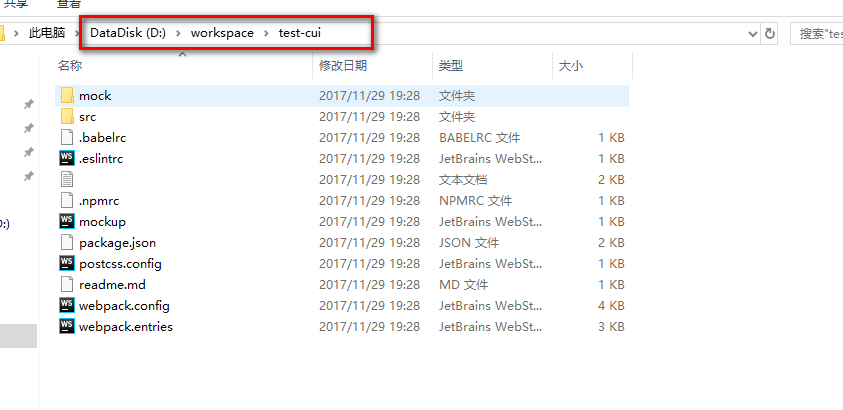 共享 查看
此电脑 DataDisk (D:) workspace test-cui 搜索"tes
名称 修改日期 类型 大小
mock 2017/11/29 19:28 文件夹
src 2017/11/29 19:28 文件夹
.babelrc 2017/11/29 19:28 BABELRC 文件 1 KB
.eslintrc 2017/11/29 19:28 JetBrains WebSt... 1 KB
2017/11/29 19:28 文本文档 2 KB
.npmrc 2017/11/29 19:28 NPMRC 文件 1 KB
:) mockup 2017/11/29 19:28 JetBrains WebSt... 1 KB
package.json 2017/11/29 19:28 JSON 文件 2 KB
postcss.config 2017/11/29 19:28 JetBrains WebSt... 1 KB
readme.md 2017/11/29 19:28 MD 文件 1 KB
webpack.config 2017/11/29 19:28 JetBrains WebSt... 4 KB
webpack.entries 2017/11/29 19:28 JetBrains WebSt... 3 KB